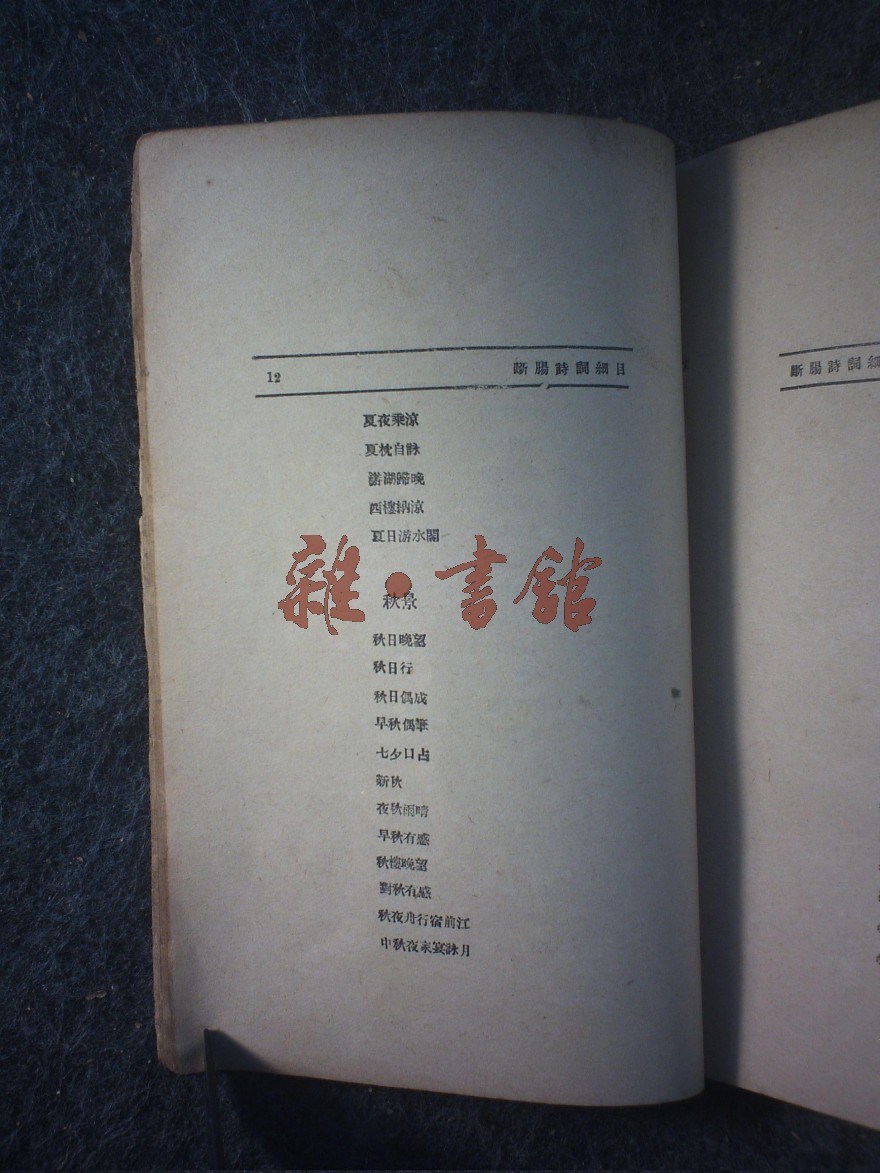 12 斷腸詩詞細目
夏夜乘涼
夏枕自詠
湖歸晚
西樓納涼
夏日游水閣
雜·書館
秋景
秋日晚望
秋日行
秋日偶成
早秋偶筆
七夕口占
新秋
夜秋雨晴
早秋有感
秋樓晚望
對秋有感
秋夜舟行宿前江
中秋夜家宴詠月
斷腸詩詞細